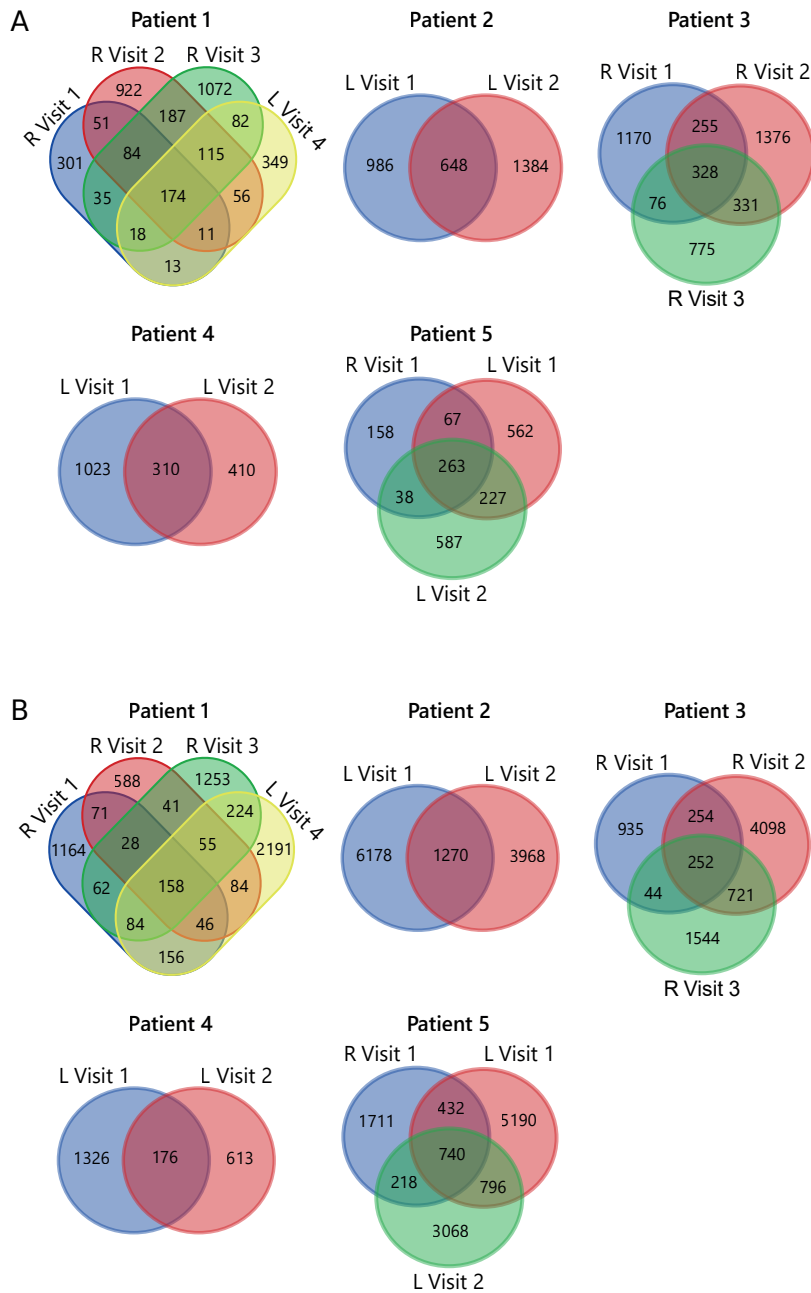 A
Patient 1
Patient 2
Patient 3
R Visit 1
R Visit 2
R Visit 3
L Visit 4
922
1072
51
187
82
301
84
115
349
35
174
56
18
11
13
L Visit 1
L Visit 2
986
648
1384
R Visit 1
R Visit 2
1170
255
1376
328
76
331
775
R Visit 3
Patient 4
Patient 5
L Visit 1
L Visit 2
1023
310
410
R Visit 1
L Visit 1
158
67
562
263
38
227
587
L Visit 2
B
Patient 1
Patient 2
Patient 3
R Visit 1
R Visit 2
R Visit 3
L Visit 4
588
1253
71
41
224
1164
28
55
2191
62
158
84
84
46
156
L Visit 1
L Visit 2
6178
1270
3968
R Visit 1
R Visit 2
935
254
4098
252
44
721
1544
R Visit 3
Patient 4
Patient 5
L Visit 1
L Visit 2
1326
176
613
R Visit 1
L Visit 1
1711
432
5190
740
218
796
3068
L Visit 2